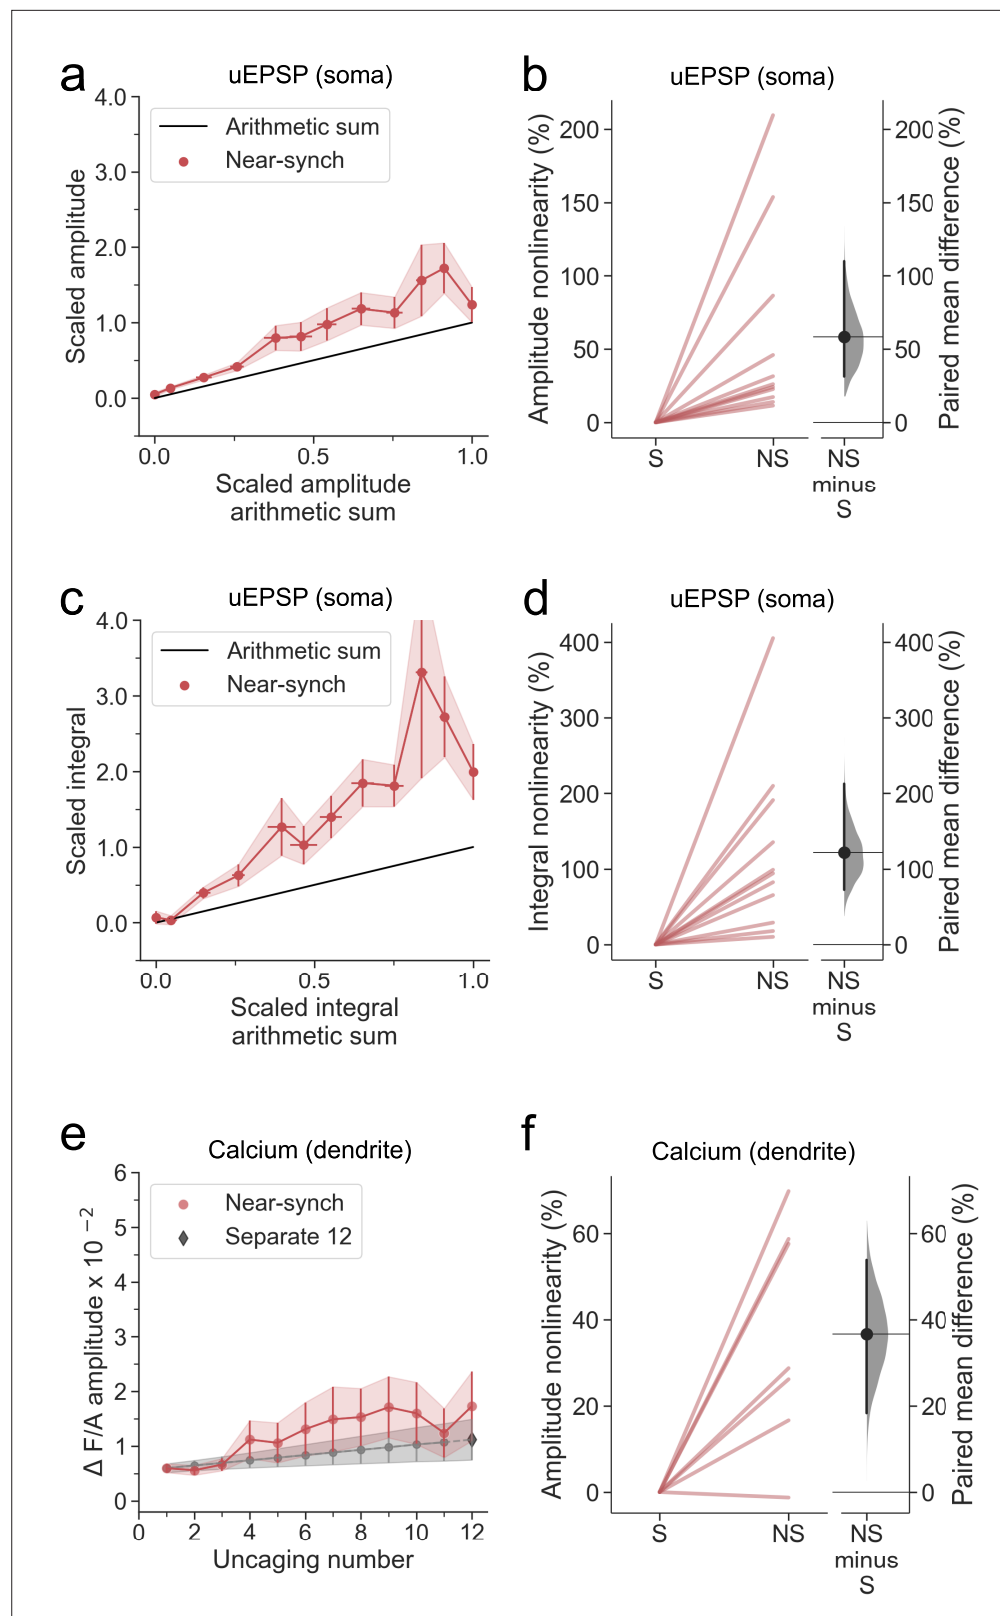 a
uEPSP (soma)
4.0
3.0
2.0
1.0
0.0
Scaled amplitude
Arithmetic sum
Near-synch
0.0 0.5 1.0
Scaled amplitude
arithmetic sum
b
uEPSP (soma)
200
150
100
50
0
Amplitude nonlinearity (%)
S NS
200
150
100
50
0
Paired mean difference (%)
NS
minus
S
c
uEPSP (soma)
4.0
3.0
2.0
1.0
0.0
Scaled integral
Arithmetic sum
Near-synch
0.0 0.5 1.0
Scaled integral
arithmetic sum
d
uEPSP (soma)
400
300
200
100
0
Integral nonlinearity (%)
S NS
400
300
200
100
0
Paired mean difference (%)
NS
minus
S
e
Calcium (dendrite)
6
5
4
3
2
1
0
Δ F/A amplitude x 10 −2
Near-synch
Separate 12
0 2 4 6 8 10 12
Uncaging number
f
Calcium (dendrite)
60
40
20
0
Amplitude nonlinearity (%)
S NS
60
40
20
0
Paired mean difference (%)
NS
minus
S